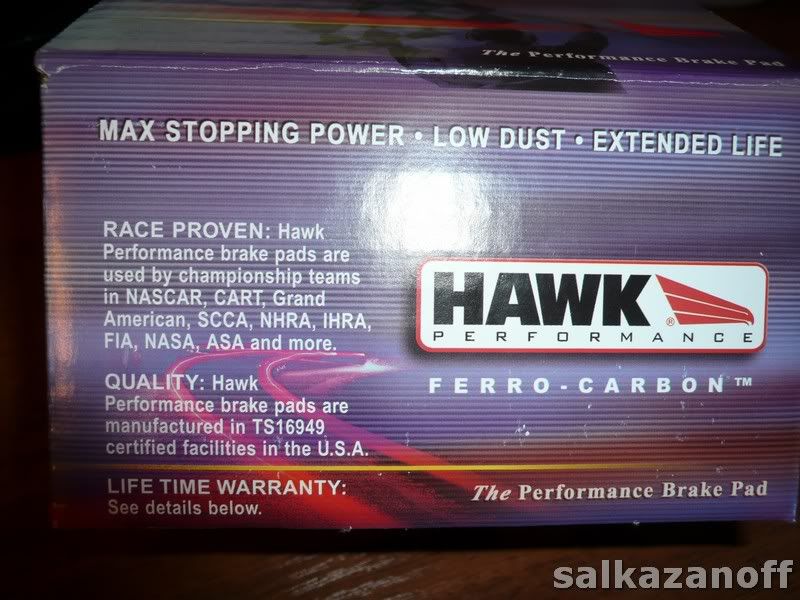 The Performance Brake Pad
MAX STOPPING POWER • LOW DUST • EXTENDED LIFE
RACE PROVEN: Hawk
Performance brake pads are
used by championship teams
in NASCAR, CART, Grand
American, SCCA, NHRA, IHRA,
FIA, NASA, ASA and more.
HAWK®
PERFORMANCE
FERRO-CARBON™
QUALITY: Hawk
Performance brake pads are
manufactured in TS16949
certified facilities in the U.S.A.
LIFE TIME WARRANTY:
See details below.
The Performance Brake Pad
salkazanoff